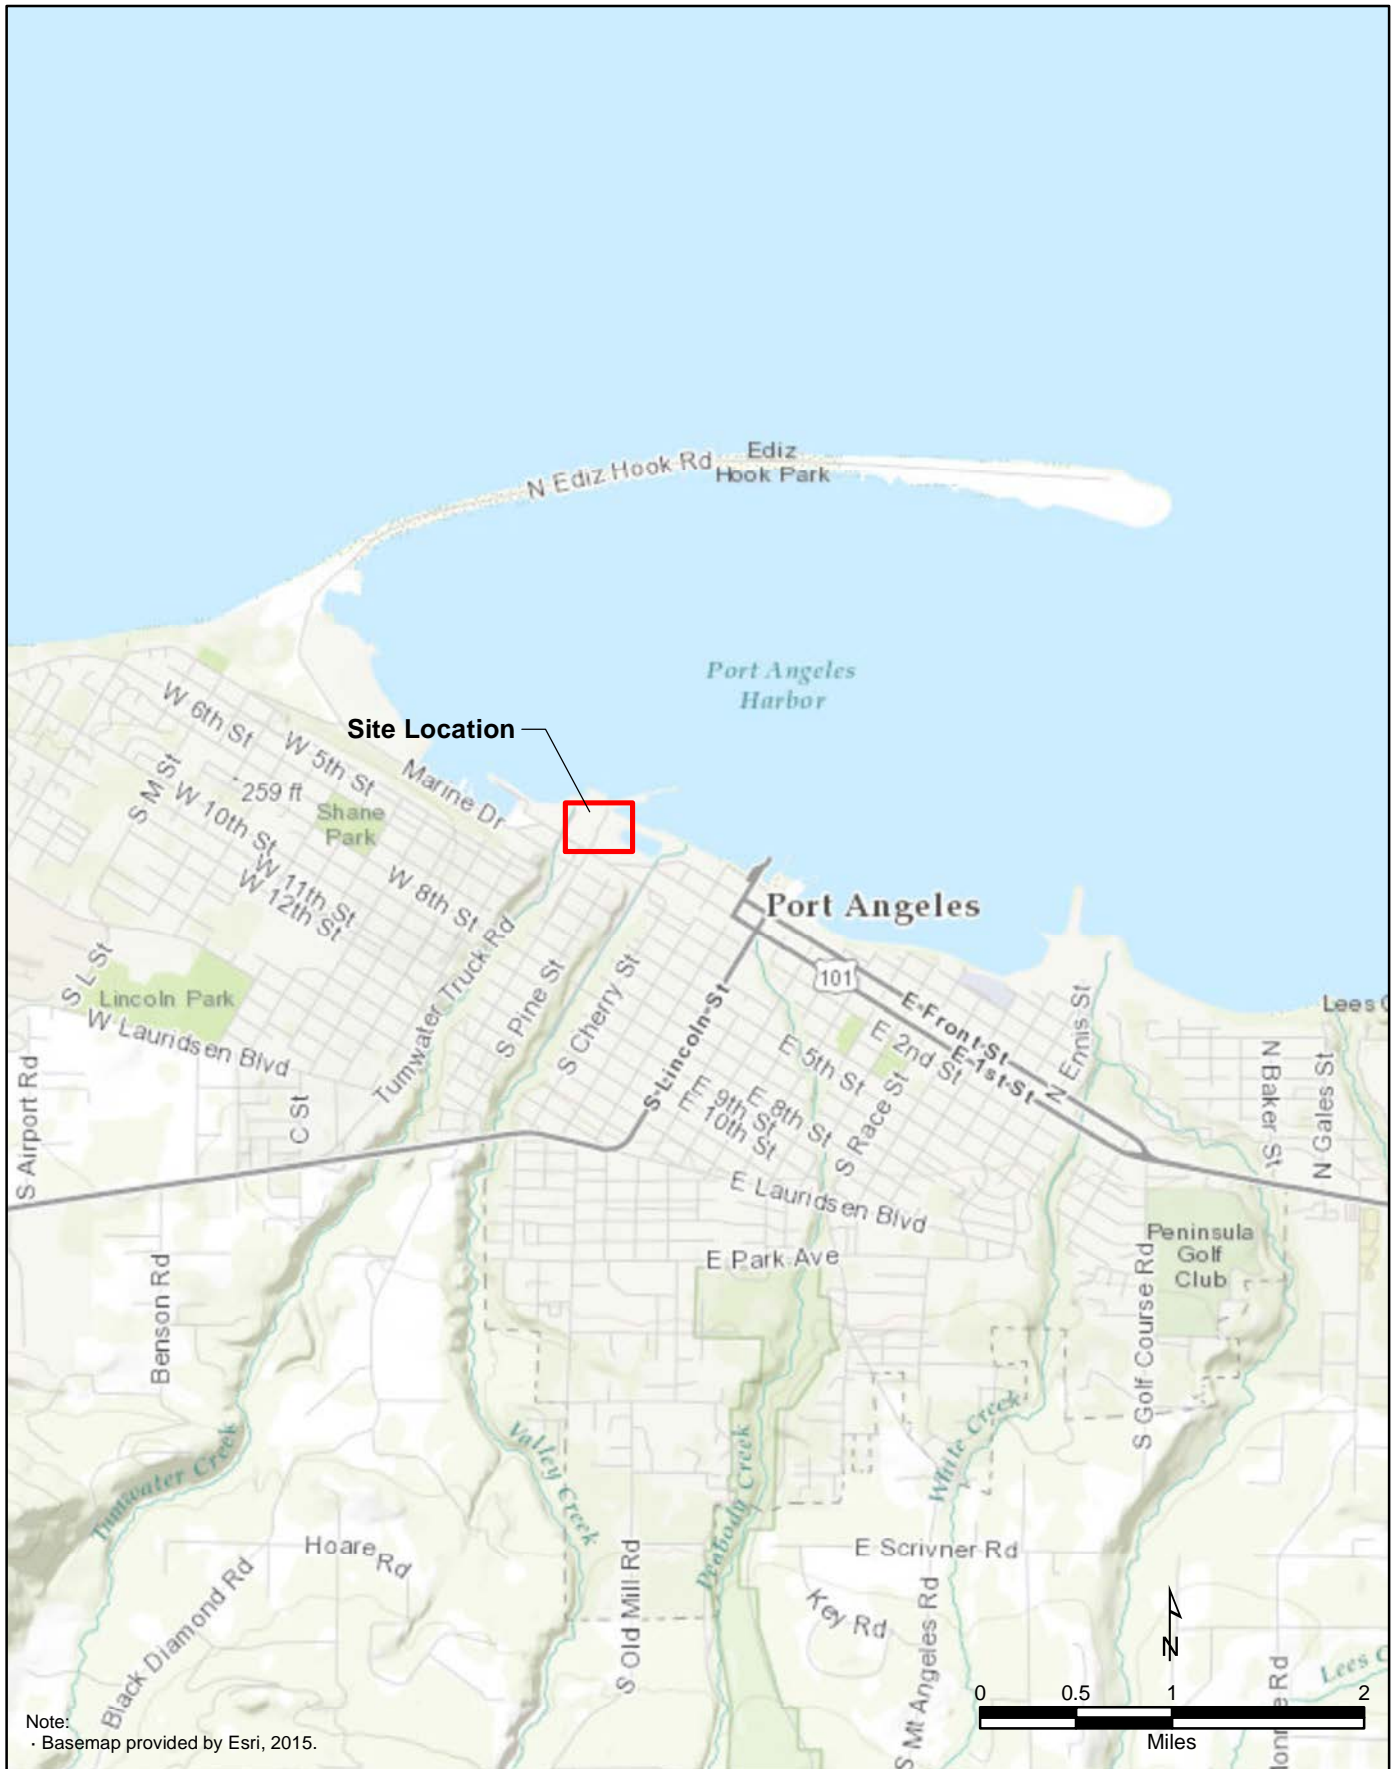 Ediz
Hook Park
N Ediz Hook Rd
Port Angeles
Harbor
Site Location
W 6th St
W 5th St
Marine Dr
S M St
259 ft
Shane
Park
W 10th St
W 11th St
W 12th St
W 8th St
Port Angeles
101
S L St
Lincoln Park
W Lauridsen Blvd
Tumwater Truck Rd
S Pine St
S Cherry St
S Lincoln St
E Front St
E 1st St
E 2nd St
E 5th St
N Ennis St
Lees C
N Baker St
N Gales St
S Airport Rd
C St
E 8th St
E 9th St
E 10th St
S Race St
E Lauridsen Blvd
E Park Ave
Peninsula
Golf
Club
S Golf Course Rd
Benson Rd
Tumwater Creek
Valley Creek
Peabody Creek
White Creek
Hoare Rd
Black Diamond Rd
S Old Mill Rd
E Scrivner Rd
Key Rd
S Mt Angeles Rd
N
Lees C
Rd
0 0.5 1 2
Miles
Note:
· Basemap provided by Esri, 2015.